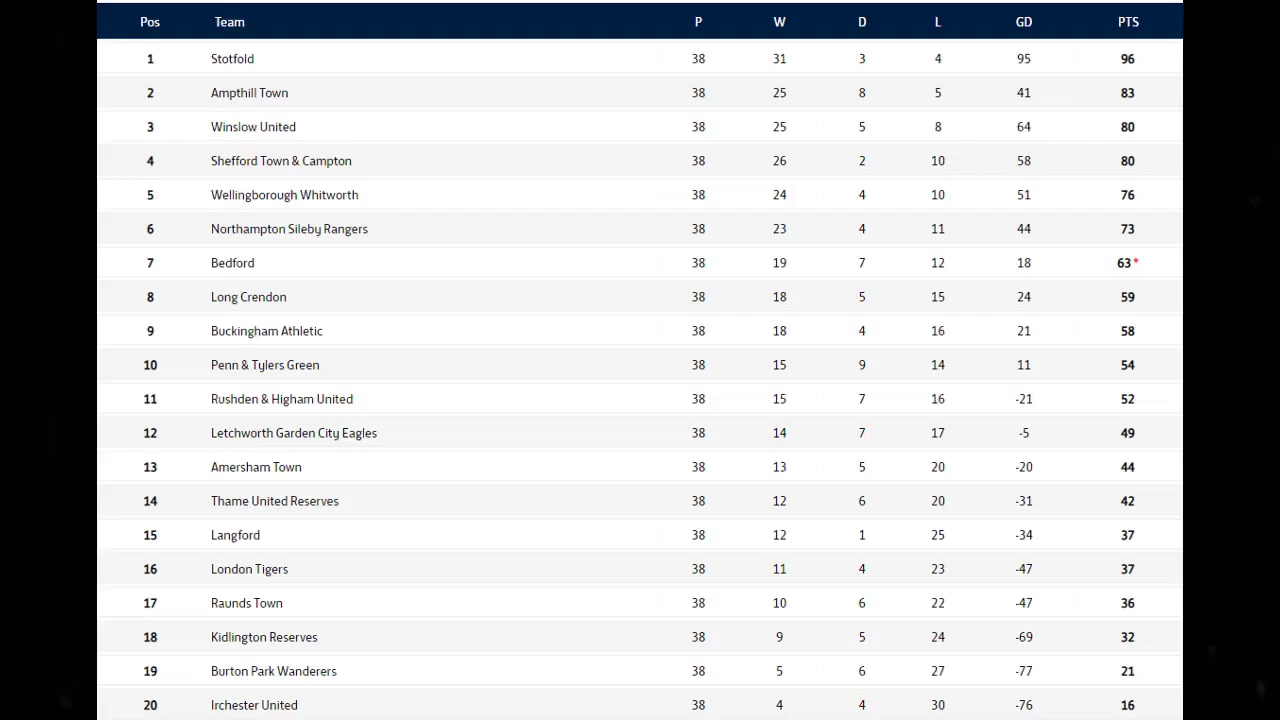 Pos Team P W D L GD PTS
1 Stotfold 38 31 3 4 95 96
2 Ampthill Town 38 25 8 5 41 83
3 Winslow United 38 25 5 8 64 80
4 Shefford Town & Campton 38 26 2 10 58 80
5 Wellingborough Whitworth 38 24 4 10 51 76
6 Northampton Sileby Rangers 38 23 4 11 44 73
7 Bedford 38 19 7 12 18 63*
8 Long Crendon 38 18 5 15 24 59
9 Buckingham Athletic 38 18 4 16 21 58
10 Penn & Tylers Green 38 15 9 14 11 54
11 Rushden & Higham United 38 15 7 16 -21 52
12 Letchworth Garden City Eagles 38 14 7 17 -5 49
13 Amersham Town 38 13 5 20 -20 44
14 Thame United Reserves 38 12 6 20 -31 42
15 Langford 38 12 1 25 -34 37
16 London Tigers 38 11 4 23 -47 37
17 Raunds Town 38 10 6 22 -47 36
18 Kidlington Reserves 38 9 5 24 -69 32
19 Burton Park Wanderers 38 5 6 27 -77 21
20 Irchester United 38 4 4 30 -76 16